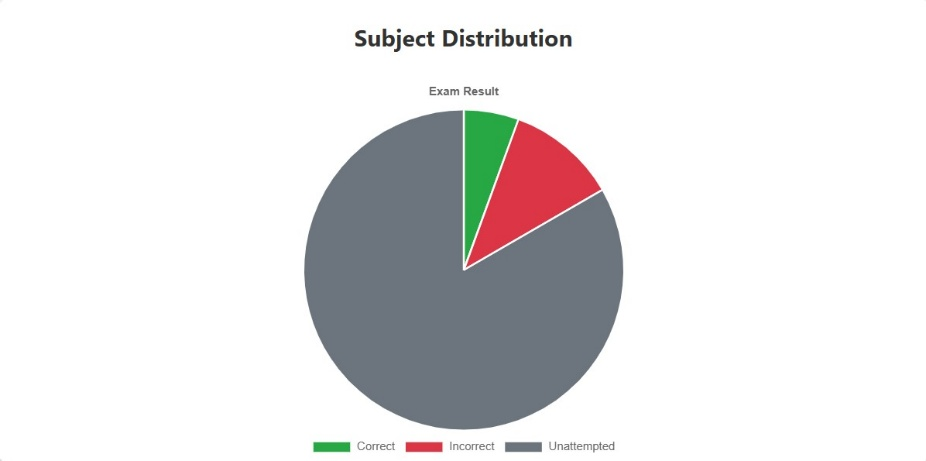 Subject Distribution
Exam Result
Correct Incorrect Unattempted